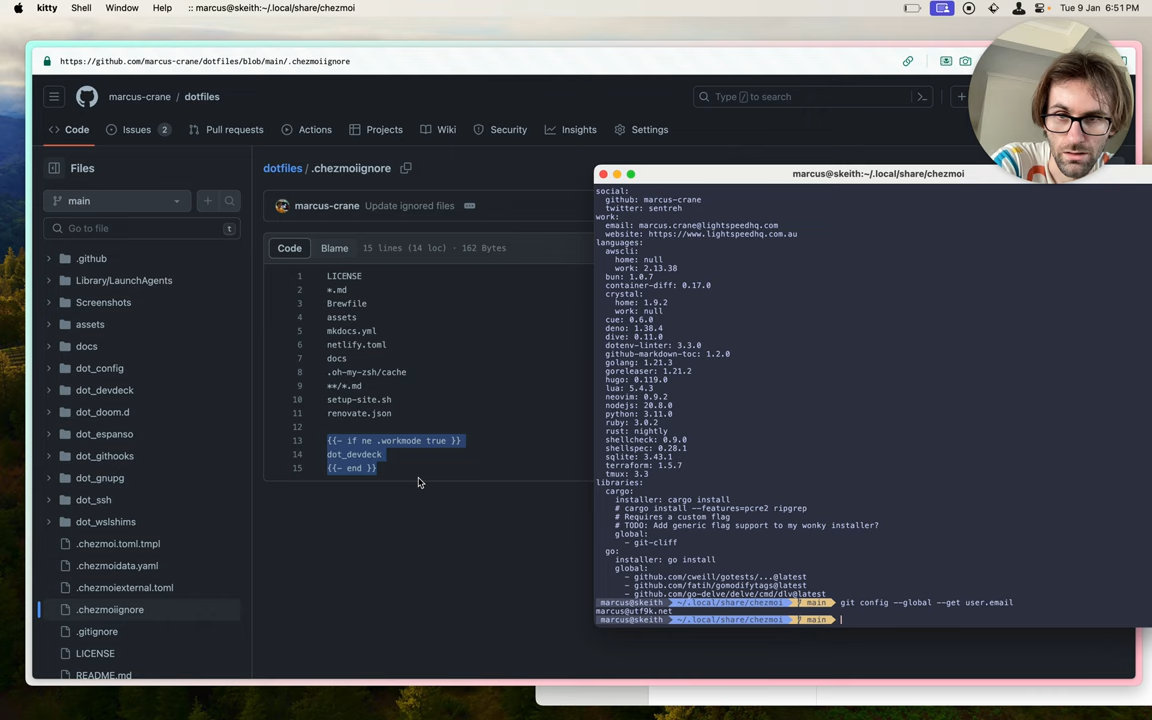 kitty Shell Window Help :: marcus@skeith:~/.local/share/chezmoi Tue 9 Jan 6:51PM
https://github.com/marcus-crane/dotfiles/blob/main/.chezmoiignore
marcus-crane / dotfiles
Type / to search
Code Issues 2 Pull requests Actions Projects Wiki Security Insights Settings
Files
main
Go to file
.github
Library/LaunchAgents
Screenshots
assets
docs
dot_config
dot_devdeck
dot_doom.d
dot_espanso
dot_githooks
dot_gnupg
dot_ssh
dot_wslshims
.chezmoi.toml.tmpl
.chezmoidata.yaml
.chezmoiexternal.toml
.chezmoiignore
.gitignore
LICENSE
README.md
dotfiles / .chezmoiignore
marcus-crane Update ignored files
Code Blame 15 lines (14 loc) · 162 Bytes
1 LICENSE
2 *.md
3 Brewfile
4 assets
5 mkdocs.yml
6 netlify.toml
7 docs
8 .oh-my-zsh/cache
9 **/*.md
10 setup-site.sh
11 renovate.json
12
13 {{- if ne .workmode true }}
14 dot_devdeck
15 {{- end }}
marcus@skeith:~/.local/share/chezmoi
social:
github: marcus-crane
twitter: sentreh
work:
email: marcus.crane@lightspeedhq.com
website: https://www.lightspeedhq.com.au
languages:
awscli:
home: null
work: 2.13.38
bun: 1.0.7
container-diff: 0.17.0
crystal:
home: 1.9.2
work: null
cue: 0.6.0
deno: 1.38.4
dive: 0.11.0
dotenv-linter: 3.3.0
github-markdown-toc: 1.2.0
golang: 1.21.3
goreleaser: 1.21.2
hugo: 0.119.0
lua: 5.4.3
neovim: 0.9.2
nodejs: 20.8.0
python: 3.11.0
ruby: 3.0.2
rust: nightly
shellcheck: 0.9.0
shellspec: 0.28.1
sqlite: 3.43.1
terraform: 1.5.7
tmux: 3.3
libraries:
cargo:
installer: cargo install
# cargo install --features=pcre2 ripgrep
# Requires a custom flag
# TODO: Add generic flag support to my wonky installer?
global:
- git-cliff
go:
installer: go install
global:
- github.com/cweill/gotests/...@latest
- github.com/fatih/gomodifytags@latest
- github.com/go-delve/delve/cmd/dlv@latest
marcus@skeith ~/.local/share/chezmoi main git config --global --get user.email
marcus@utf9k.net
marcus@skeith ~/.local/share/chezmoi main